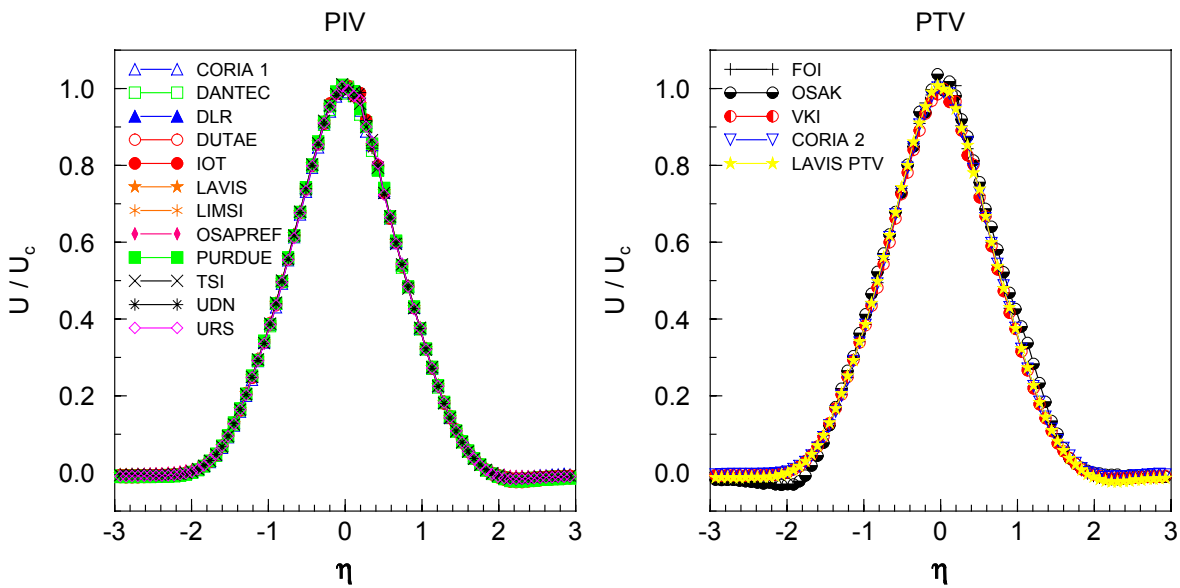 PIV
U / Uc
1.0
0.8
0.6
0.4
0.2
0.0
CORIA 1
DANTEC
DLR
DUTAE
IOT
LAVIS
LIMSI
OSAPREF
PURDUE
TSI
UDN
URS
-3 -2 -1 0 1 2 3
η
PTV
U / Uc
1.0
0.8
0.6
0.4
0.2
0.0
FOI
OSAK
VKI
CORIA 2
LAVIS PTV
-3 -2 -1 0 1 2 3
η